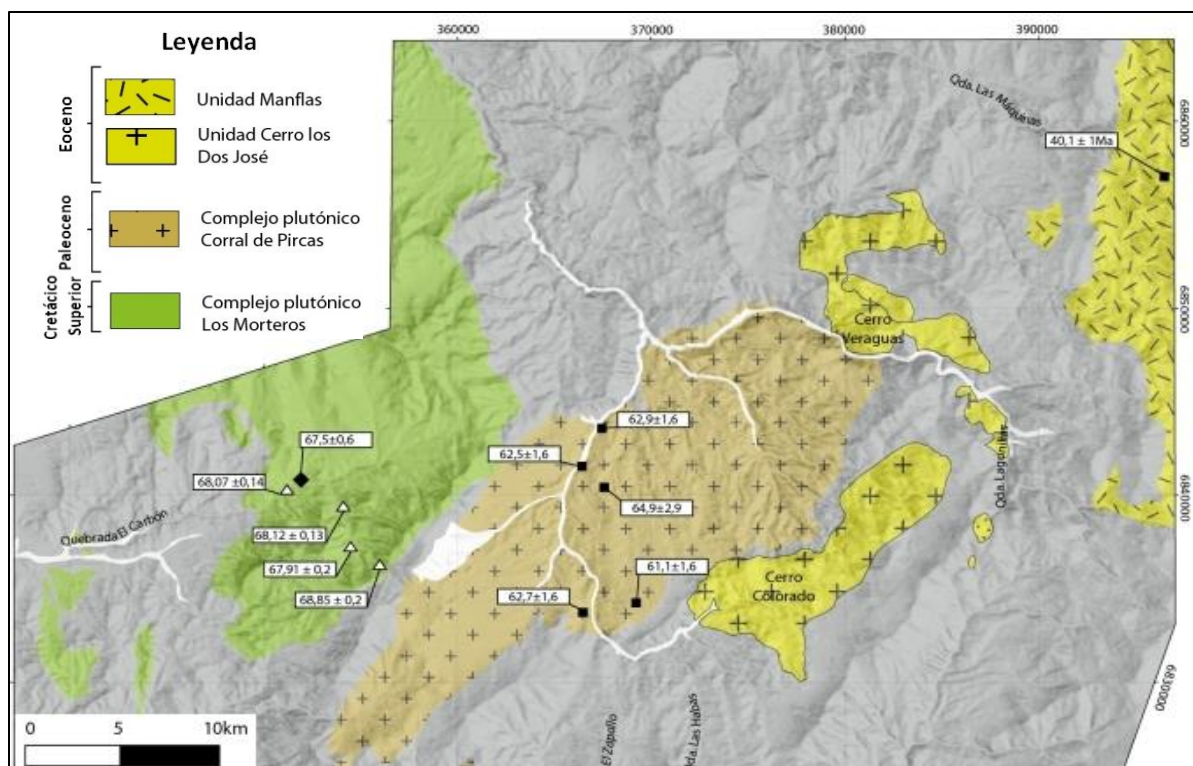 Leyenda
Eoceno
Unidad Manflas
Unidad Cerro los
Dos José
Paleoceno
Complejo plutónico
Corral de Pircas
Cretácico
Superior
Complejo plutónico
Los Morteros
360000
370000
380000
390000
Qda. Las Máquinas
6860000
40,1 ± 1Ma
6850000
Cerro
Veraguas
62,9±1,6
67,5±0,6
62,5±1,6
68,07 ±0,14
64,9±2,9
Qda. Lagunillas
6840000
Quebrada El Carbón
68,12 ± 0,13
67,91 ± 0,2
61,1±1,6
Cerro
Colorado
68,85 ± 0,2
62,7±1,6
6830000
0 5 10km
El Zapallo
Qda. Las Habas